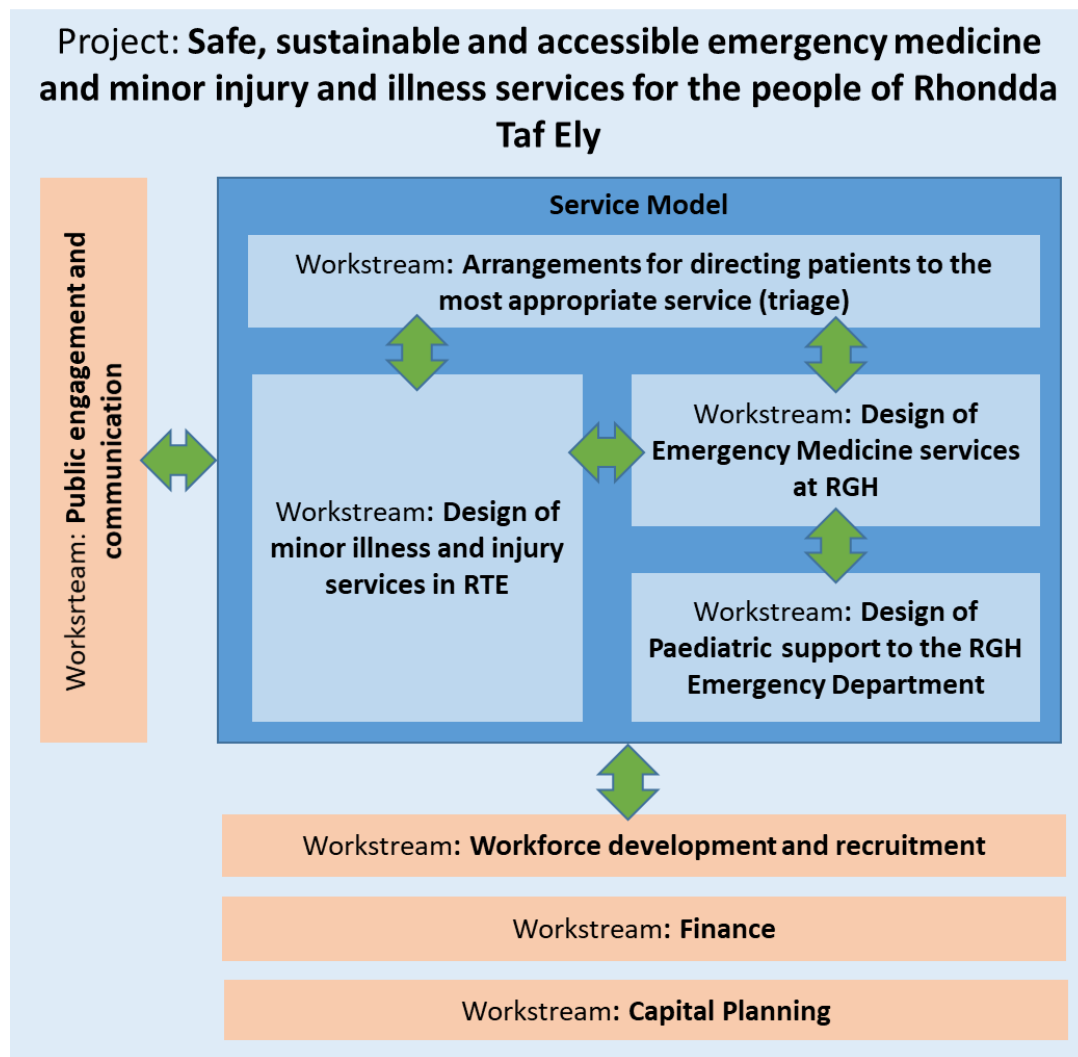 Project: Safe, sustainable and accessible emergency medicine
and minor injury and illness services for the people of Rhondda
Taf Ely
Worksrteam: Public engagement and
communication
Service Model
Workstream: Arrangements for directing patients to the
most appropriate service (triage)
Workstream: Design of
minor illness and injury
services in RTE
Workstream: Design of
Emergency Medicine services
at RGH
Worksteam: Design of
Paediatric support to the RGH
Emergency Department
Workstream: Workforce development and recruitment
Workstream: Finance
Workstream: Capital Planning